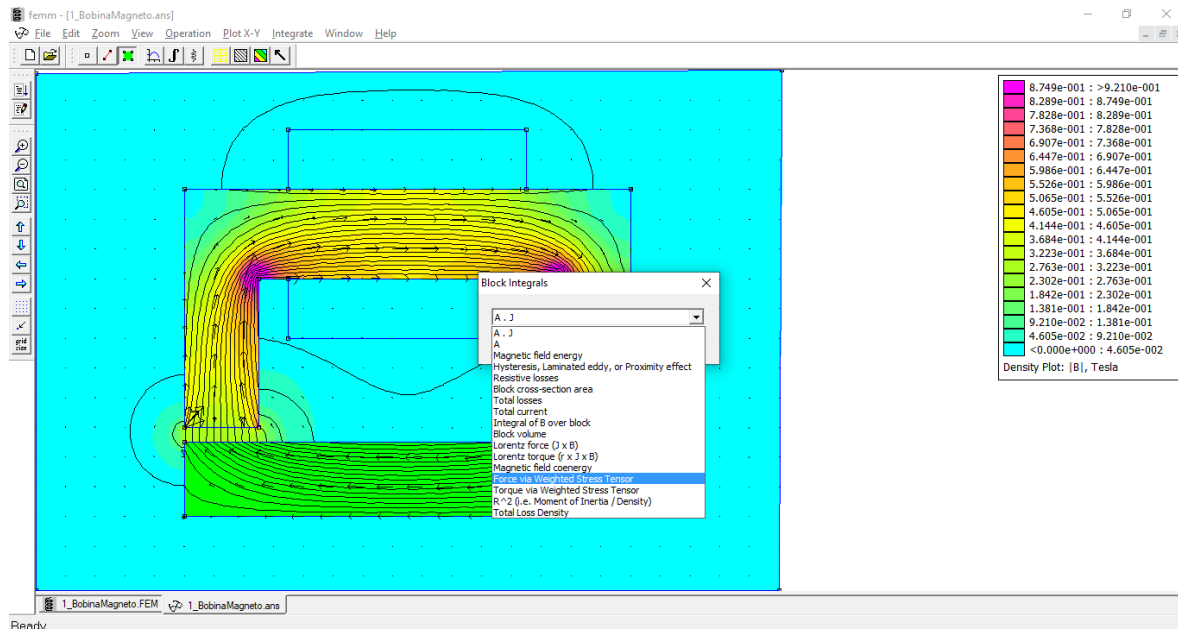 femm - [1_BobinaMagneto.ans]
File Edit Zoom View Operation Plot X-Y Integrate Window Help
8.749e-001 : >9.210e-001
8.289e-001 : 8.749e-001
7.828e-001 : 8.289e-001
7.368e-001 : 7.828e-001
6.907e-001 : 7.368e-001
6.447e-001 : 6.907e-001
5.986e-001 : 6.447e-001
5.526e-001 : 5.986e-001
5.065e-001 : 5.526e-001
4.605e-001 : 5.065e-001
4.144e-001 : 4.605e-001
3.684e-001 : 4.144e-001
3.223e-001 : 3.684e-001
2.763e-001 : 3.223e-001
2.302e-001 : 2.763e-001
1.842e-001 : 2.302e-001
1.381e-001 : 1.842e-001
9.210e-002 : 1.381e-001
4.605e-002 : 9.210e-002
<0.000e+000 : 4.605e-002
Density Plot: |B|, Tesla
Block Integrals
A . J
A . J
A
Magnetic field energy
Hysteresis, Laminated eddy, or Proximity effect
Resistive losses
Block cross-section area
Total losses
Total current
Integral of B over block
Block volume
Lorentz force (J x B)
Lorentz torque (r x J x B)
Magnetic field coenergy
Force via Weighted Stress Tensor
Torque via Weighted Stress Tensor
R^2 (i.e. Moment of Inertia / Density)
Total Loss Density
grid
size
1_BobinaMagneto.FEM 1_BobinaMagneto.ans
Ready